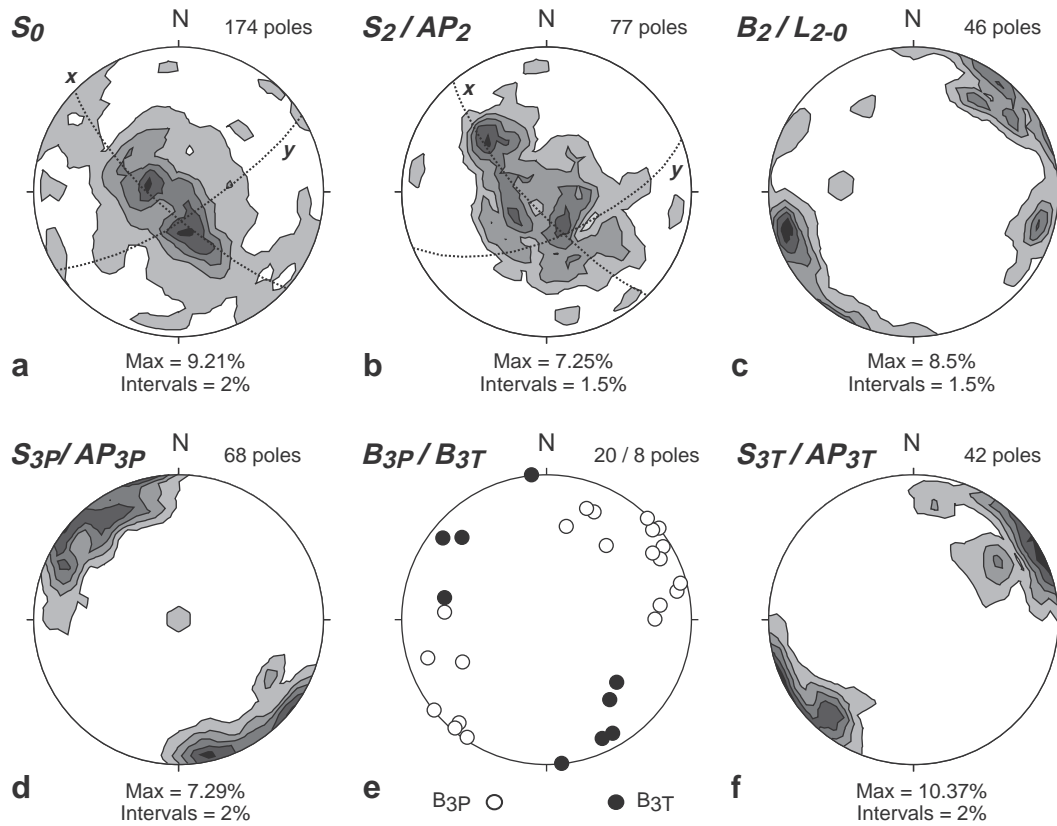 S0 N 174 poles
x
y
a Max = 9.21%
Intervals = 2%
S2 / AP2 N 77 poles
x
y
b Max = 7.25%
Intervals = 1.5%
B2 / L2-0 N 46 poles
c Max = 8.5%
Intervals = 1.5%
S3P / AP3P N 68 poles
d Max = 7.29%
Intervals = 2%
B3P / B3T N 20 / 8 poles
e B3P B3T
S3T / AP3T N 42 poles
f Max = 10.37%
Intervals = 2%